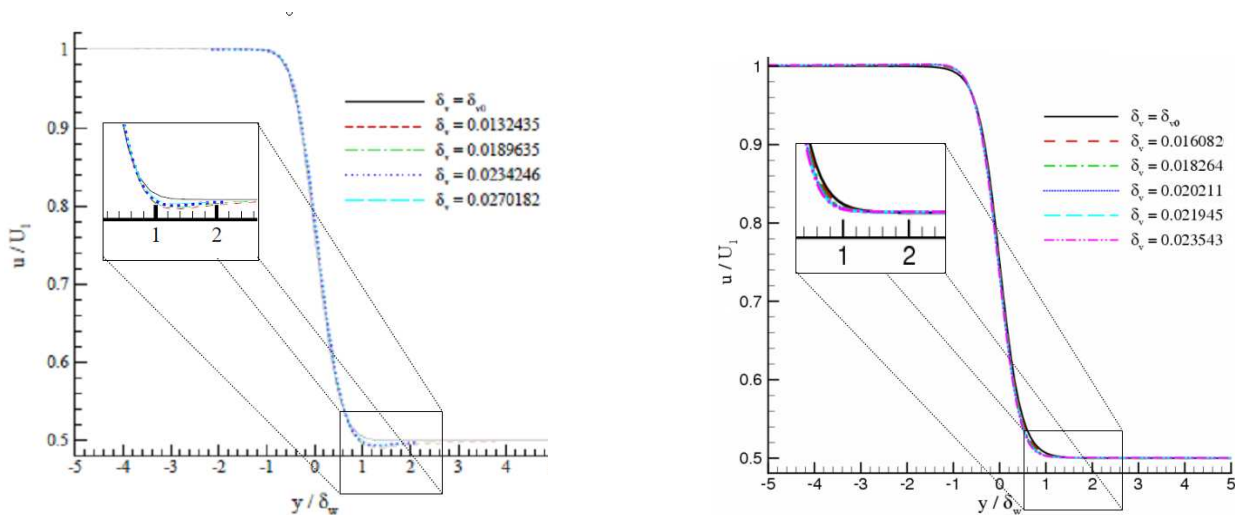 u / U1
1
0.9
0.8
0.7
0.6
0.5
-5 -4 -3 -2 -1 0 1 2 3 4
y / δw
δv = δv0
δv = 0.0132435
δv = 0.0189635
δv = 0.0234246
δv = 0.0270182
1 2
u / U1
1
0.9
0.8
0.7
0.6
0.5
-5 -4 -3 -2 -1 0 1 2 3 4 5
y / δw
δv = δv0
δv = 0.016082
δv = 0.018264
δv = 0.020211
δv = 0.021945
δv = 0.023543
1 2